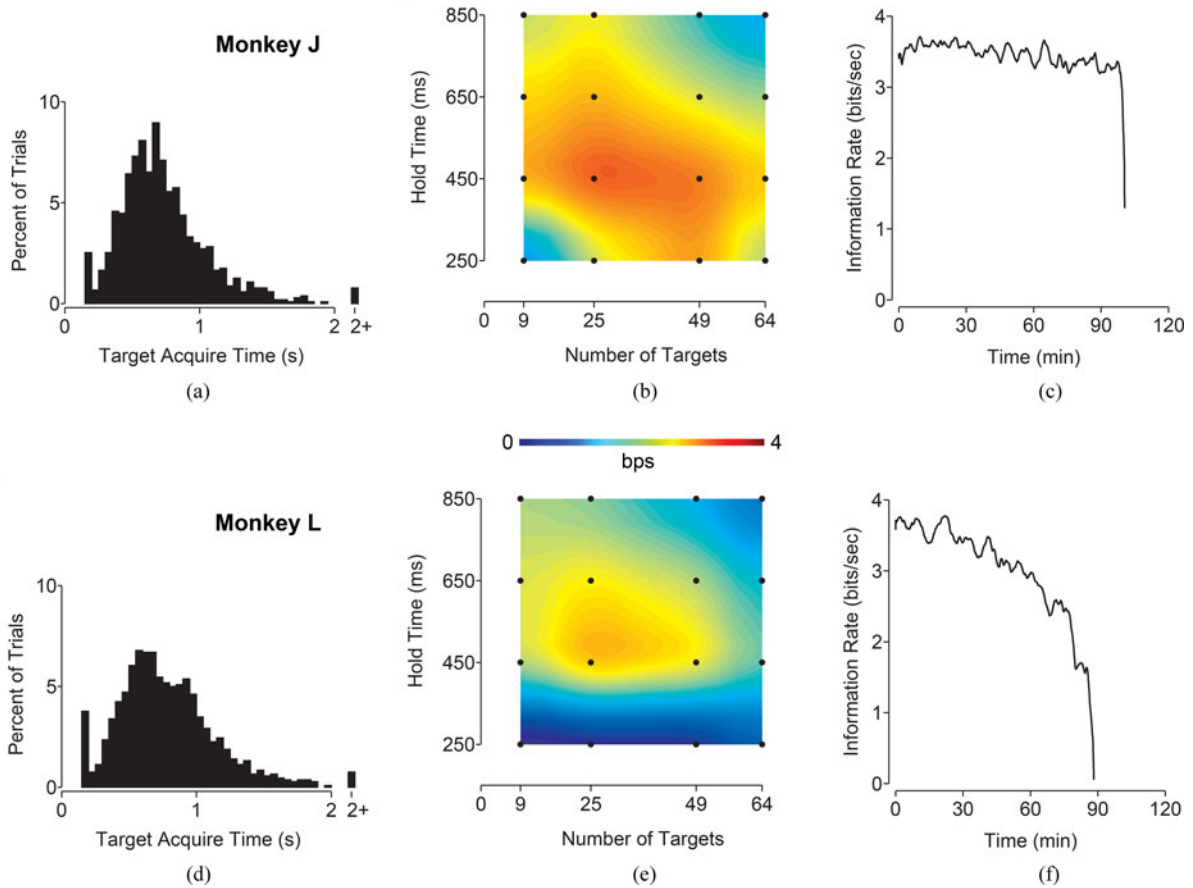 Monkey J
10
5
0
Percent of Trials
0 1 2 2+
Target Acquire Time (s)
(a)
850
650
450
250
Hold Time (ms)
0 9 25 49 64
Number of Targets
(b)
4
3
2
1
0
Information Rate (bits/sec)
0 30 60 90 120
Time (min)
(c)
0 4
bps
Monkey L
10
5
0
Percent of Trials
0 1 2 2+
Target Acquire Time (s)
(d)
850
650
450
250
Hold Time (ms)
0 9 25 49 64
Number of Targets
(e)
4
3
2
1
0
Information Rate (bits/sec)
0 30 60 90 120
Time (min)
(f)